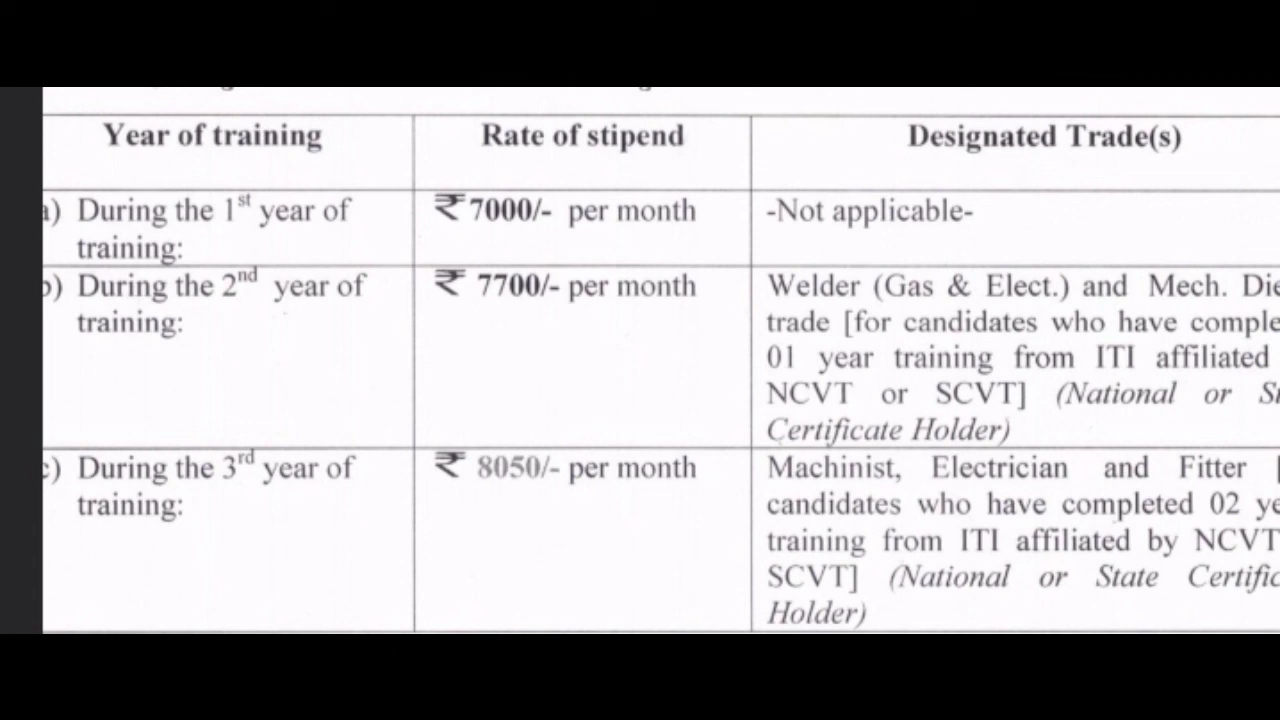 Year of training
Rate of stipend
Designated Trade(s)
During the 1st year of
training:
₹ 7000/- per month
-Not applicable-
During the 2nd year of
training:
₹ 7700/- per month
Welder (Gas & Elect.) and Mech.
trade [for candidates who have
01 year training from ITI affiliated
NCVT or SCVT] (National or
Certificate Holder)
During the 3rd year of
training:
₹ 8050/- per month
Machinist, Electrician and Fitter [
candidates who have completed 02
training from ITI affiliated by NCVT
SCVT] (National or State
Holder)